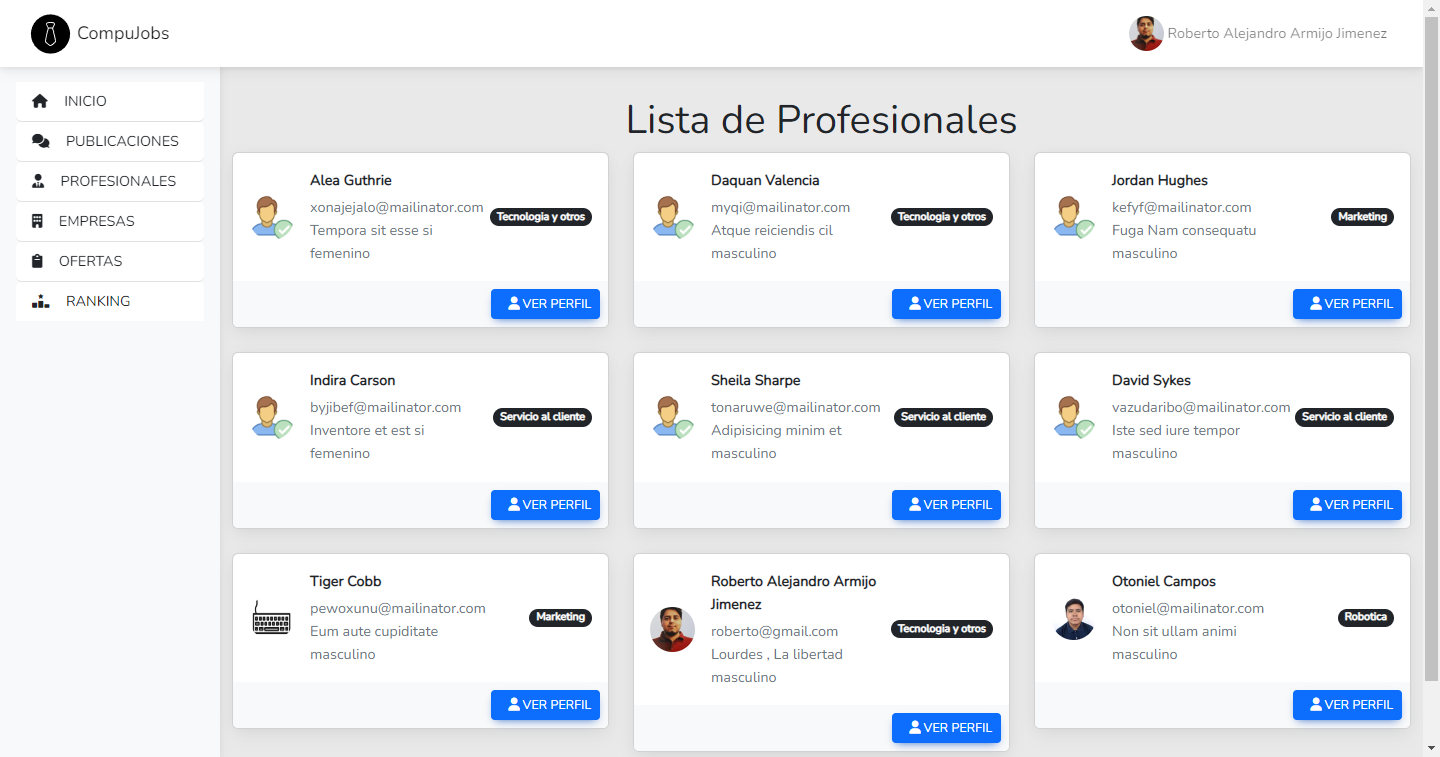 CompuJobs
Roberto Alejandro Armijo Jimenez
INICIO
PUBLICACIONES
PROFESIONALES
EMPRESAS
OFERTAS
RANKING
Lista de Profesionales
Alea Guthrie
xonajejalo@mailinator.com
Tempora sit esse si
femenino
Tecnologia y otros
VER PERFIL
Daquan Valencia
myqi@mailinator.com
Atque reiciendis cil
masculino
Tecnologia y otros
VER PERFIL
Jordan Hughes
kefyf@mailinator.com
Fuga Nam consequatu
masculino
Marketing
VER PERFIL
Indira Carson
byjibef@mailinator.com
Inventore et est si
femenino
Servicio al cliente
VER PERFIL
Sheila Sharpe
tonaruwe@mailinator.com
Adipisicing minim et
masculino
Servicio al cliente
VER PERFIL
David Sykes
vazudaribo@mailinator.com
Iste sed iure tempor
masculino
Servicio al cliente
VER PERFIL
Tiger Cobb
pewoxunu@mailinator.com
Eum aute cupiditate
masculino
Marketing
VER PERFIL
Roberto Alejandro Armijo
Jimenez
roberto@gmail.com
Lourdes , La libertad
masculino
Tecnologia y otros
VER PERFIL
Otoniel Campos
otoniel@mailinator.com
Non sit ullam animi
masculino
Robotica
VER PERFIL